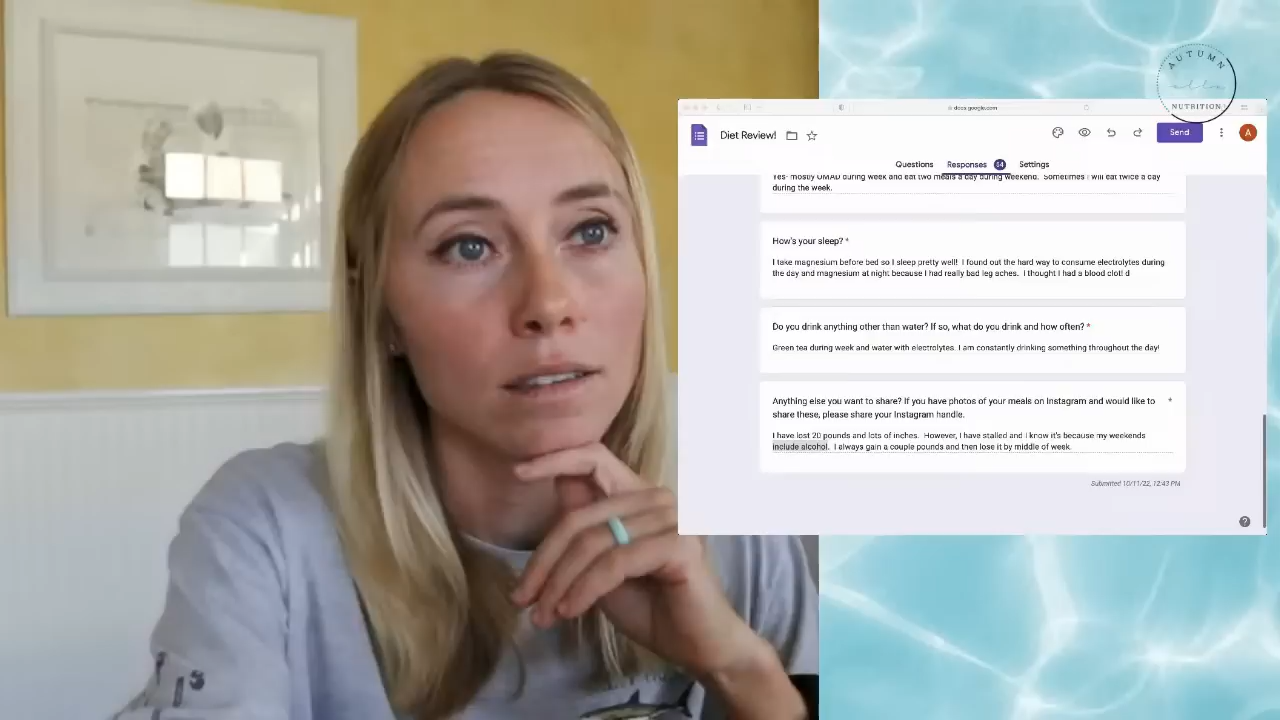 AUTUMN
elle
NUTRITION
docs.google.com
Diet Review!
Send
A
Questions
Responses
54
Settings
Yes- mostly OMAD during week and eat two meals a day during weekend. Sometimes I will eat twice a day
during the week.
How's your sleep? *
I take magnesium before bed so I sleep pretty well! I found out the hard way to consume electrolytes during
the day and magnesium at night because I had really bad leg aches. I thought I had a blood clot! d
Do you drink anything other than water? If so, what do you drink and how often? *
Green tea during week and water with electrolytes. I am constantly drinking something throughout the day!
Anything else you want to share? If you have photos of your meals on Instagram and would like to *
share these, please share your Instagram handle.
I have lost 20 pounds and lots of inches. However, I have stalled and I know it's because my weekends
include alcohol. I always gain a couple pounds and then lose it by middle of week.
Submitted 10/11/22, 12:43 PM